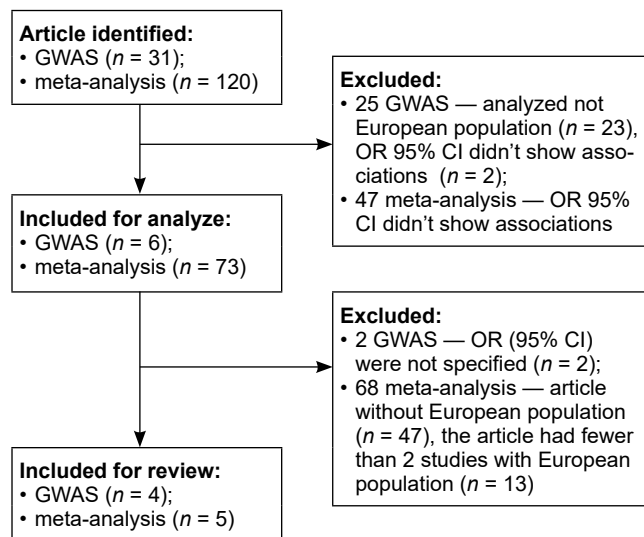 Article identified:
• GWAS (n = 31);
• meta-analysis (n = 120)
Excluded:
• 25 GWAS — analyzed not
European population (n = 23),
OR 95% CI didn’t show asso-
ciations (n = 2);
• 47 meta-analysis — OR 95%
CI didn’t show associations
Included for analyze:
• GWAS (n = 6);
• meta-analysis (n = 73)
Excluded:
• 2 GWAS — OR (95% CI)
were not specified (n = 2);
• 68 meta-analysis — article
without European population
(n = 47), the article had fewer
than 2 studies with European
population (n = 13)
Included for review:
• GWAS (n = 4);
• meta-analysis (n = 5)